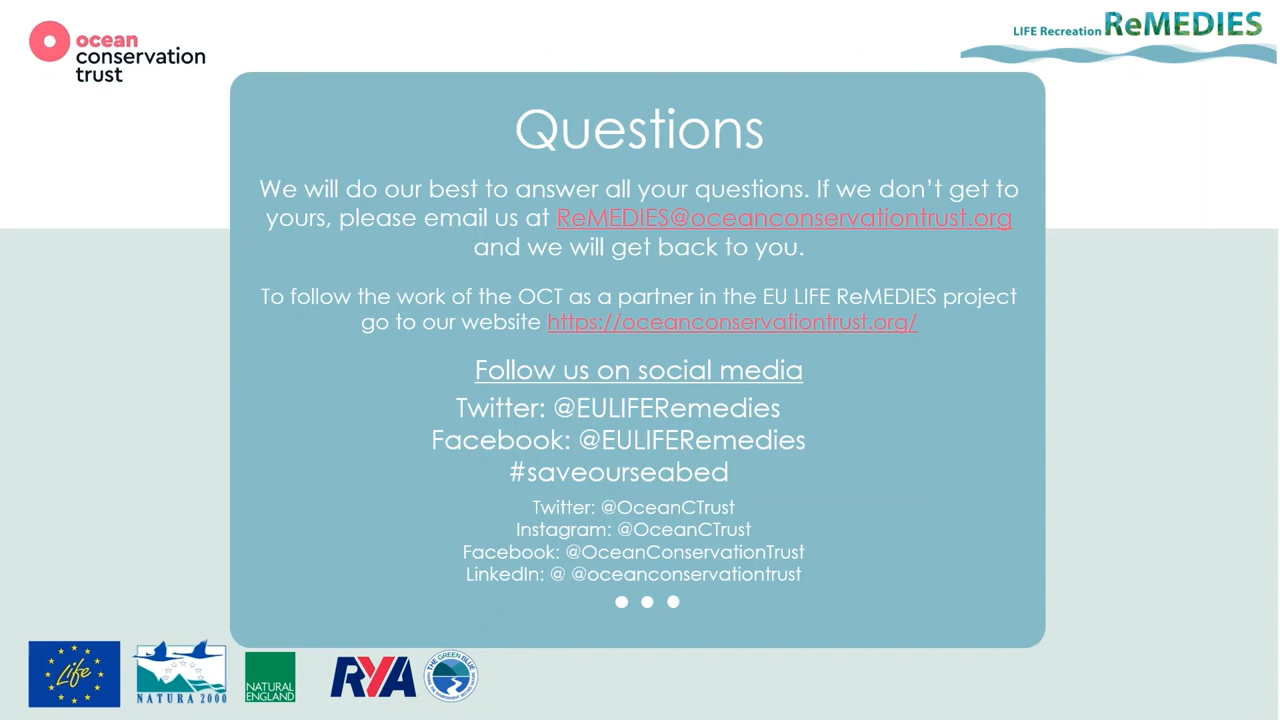 ocean
conservation
trust
LIFE Recreation ReMEDIES
Questions
We will do our best to answer all your questions. If we don’t get to
yours, please email us at ReMEDIES@oceanconservationtrust.org
and we will get back to you.
To follow the work of the OCT as a partner in the EU LIFE ReMEDIES project
go to our website https://oceanconservationtrust.org/
Follow us on social media
Twitter: @EULIFERemedies
Facebook: @EULIFERemedies
#saveourseabed
Twitter: @OceanCTrust
Instagram: @OceanCTrust
Facebook: @OceanConservationTrust
LinkedIn: @ @oceanconservationtrust
Life
NATURA 2000
NATURAL
ENGLAND
RYA
THE GREEN BLUE